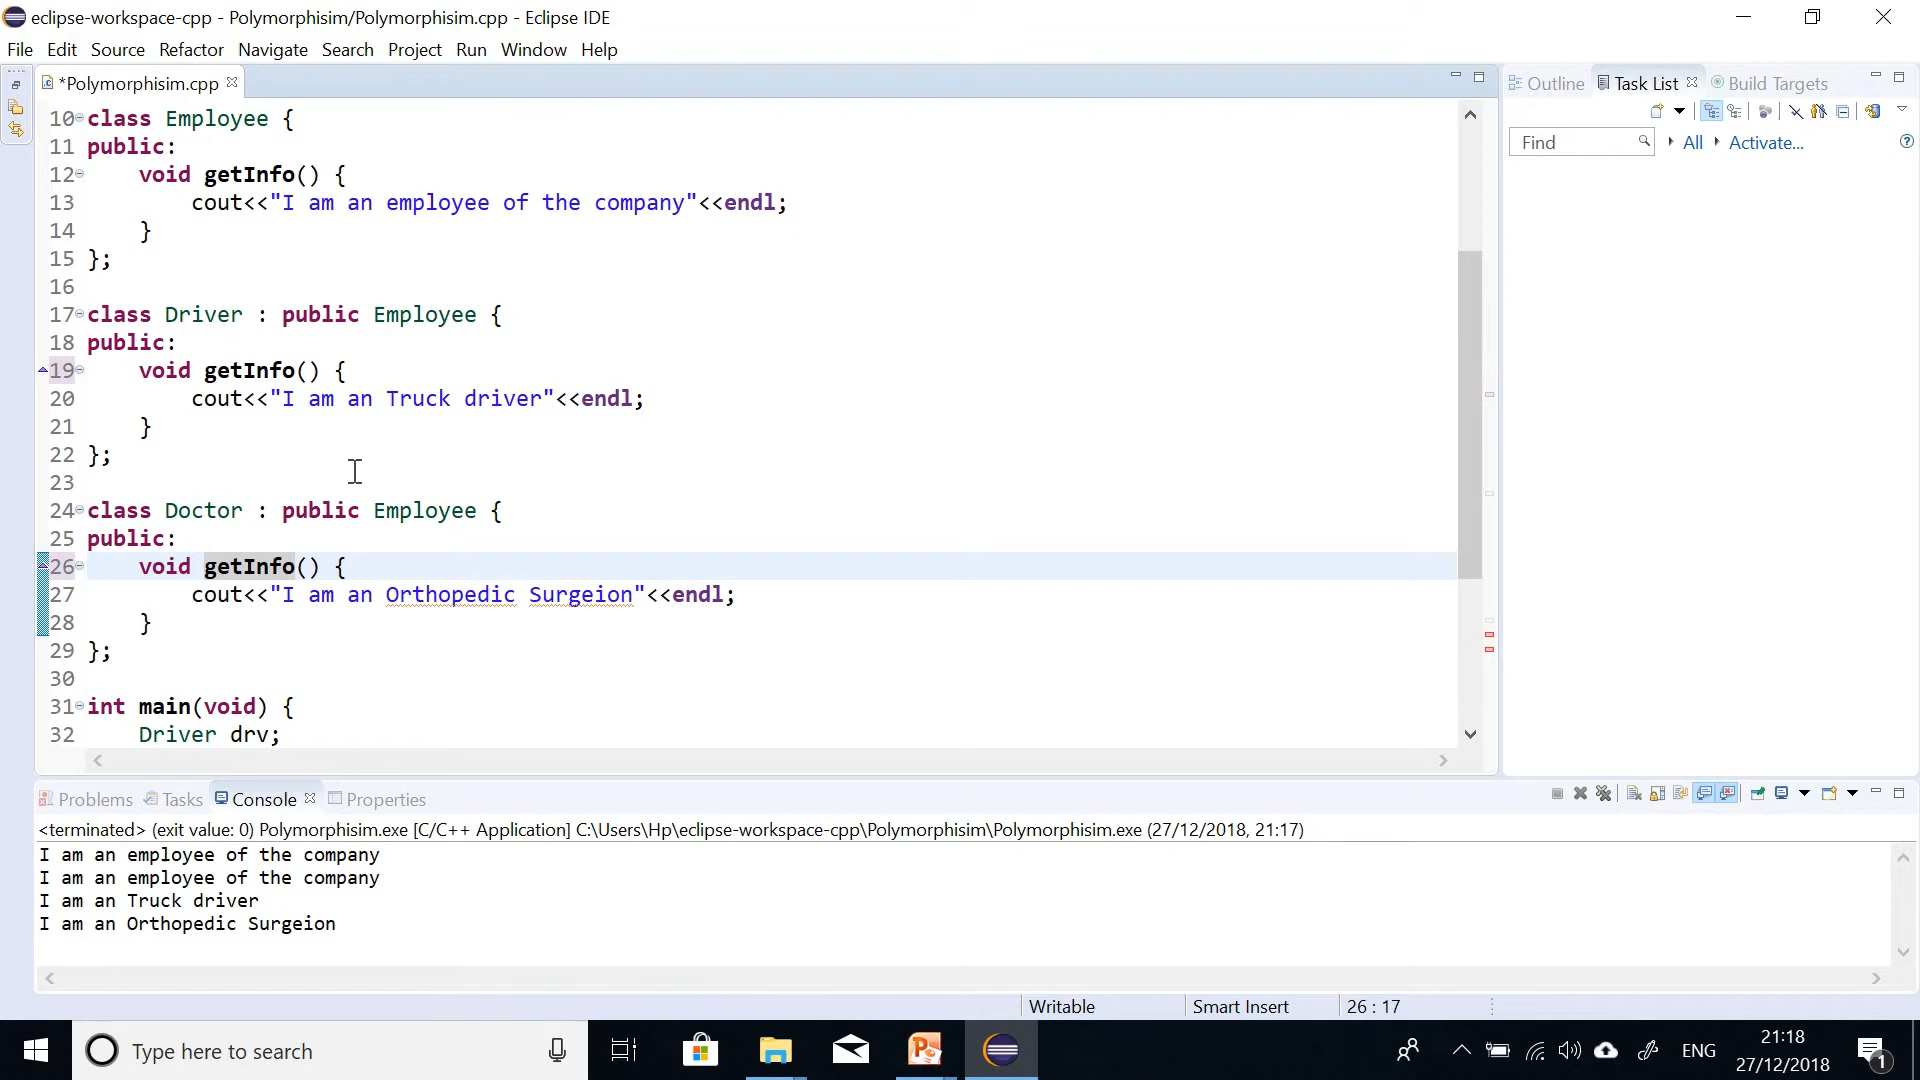 eclipse-workspace-cpp - Polymorphisim/Polymorphisim.cpp - Eclipse IDE
File Edit Source Refactor Navigate Search Project Run Window Help
*Polymorphisim.cpp
Outline Task List Build Targets
Find All Activate...
10 class Employee {
11 public:
12 void getInfo() {
13 cout<<"I am an employee of the company"<<endl;
14 }
15 };
16
17 class Driver : public Employee {
18 public:
19 void getInfo() {
20 cout<<"I am an Truck driver"<<endl;
21 }
22 };
23
24 class Doctor : public Employee {
25 public:
26 void getInfo() {
27 cout<<"I am an Orthopedic Surgeion"<<endl;
28 }
29 };
30
31 int main(void) {
32 Driver drv;
Problems Tasks Console Properties
<terminated> (exit value: 0) Polymorphisim.exe [C/C++ Application] C:\Users\Hp\eclipse-workspace-cpp\Polymorphisim\Polymorphisim.exe (27/12/2018, 21:17)
I am an employee of the company
I am an employee of the company
I am an Truck driver
I am an Orthopedic Surgeion
Writable Smart Insert 26 : 17
Type here to search
ENG
21:18
27/12/2018
1